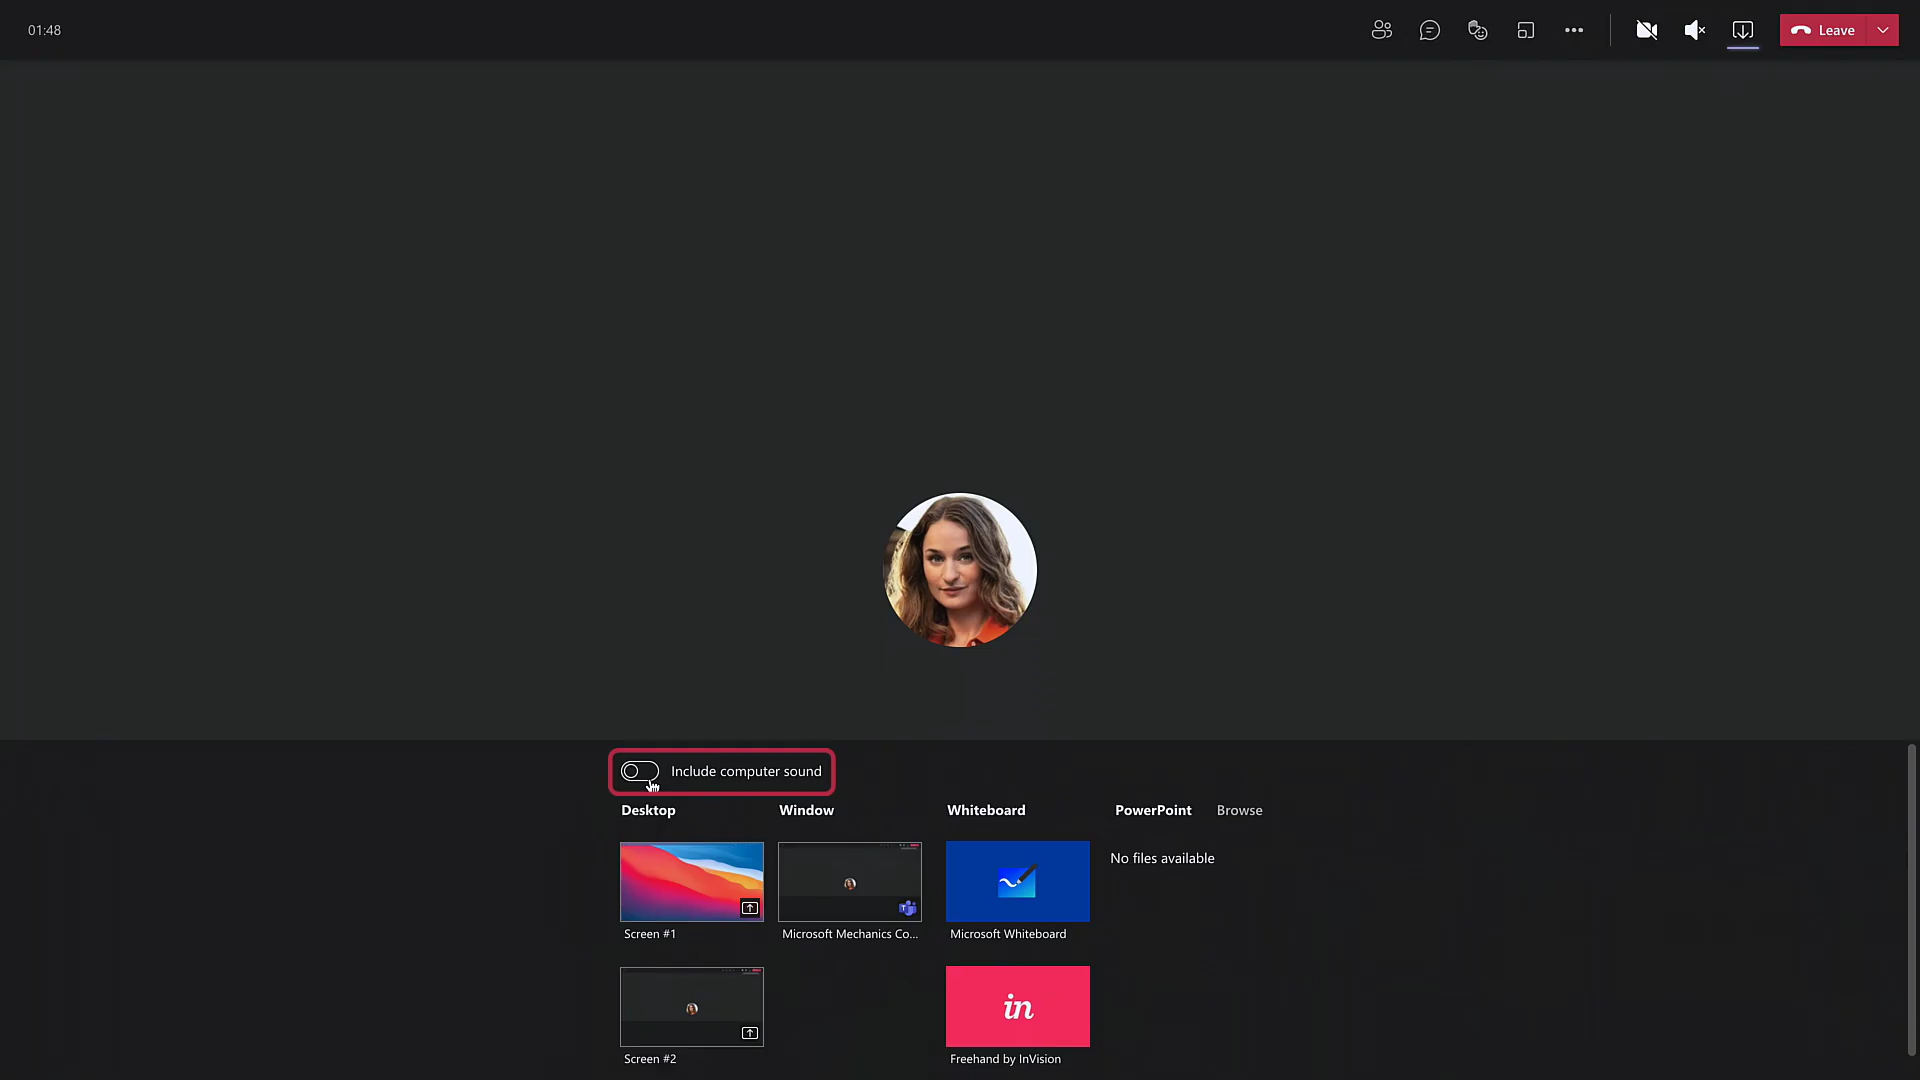 01:48
Leave
Include computer sound
Desktop
Window
Whiteboard
PowerPoint
Browse
No files available
Screen #1
Microsoft Mechanics Co...
Microsoft Whiteboard
in
Screen #2
Freehand by InVision